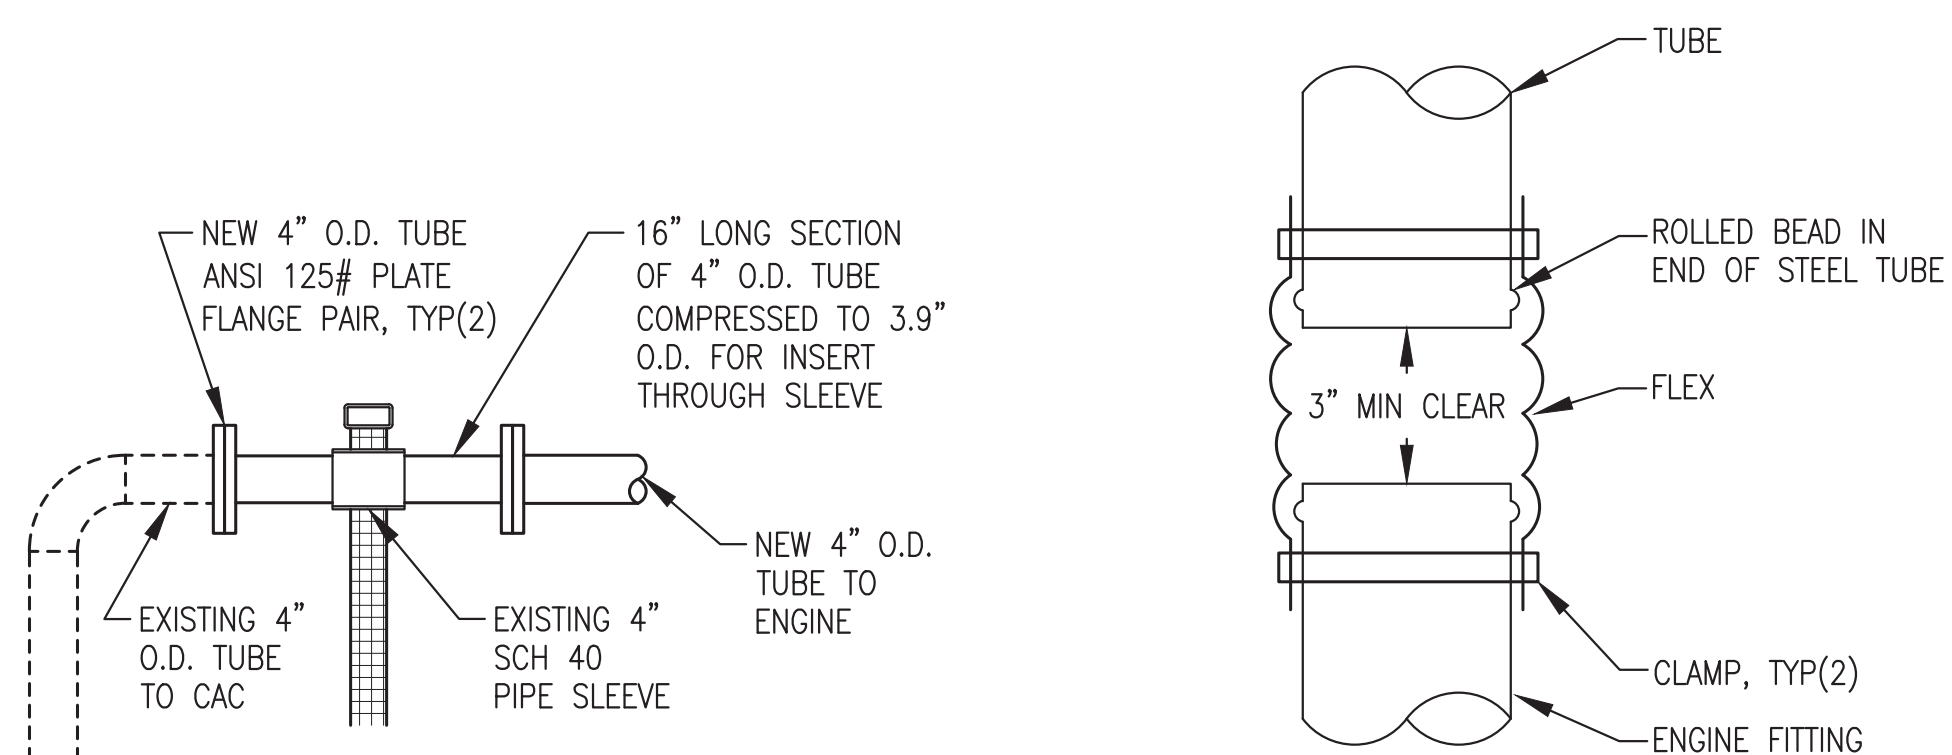 NEW 4” O.D. TUBE
ANSI 125# PLATE
FLANGE PAIR, TYP(2)
16” LONG SECTION
OF 4” O.D. TUBE
COMPRESSED TO 3.9”
O.D. FOR INSERT
THROUGH SLEEVE
EXISTING 4”
O.D. TUBE
TO CAC
EXISTING 4”
SCH 40
PIPE SLEEVE
NEW 4” O.D.
TUBE TO
ENGINE
TUBE
ROLLED BEAD IN
END OF STEEL TUBE
FLEX
3” MIN CLEAR
CLAMP, TYP(2)
ENGINE FITTING